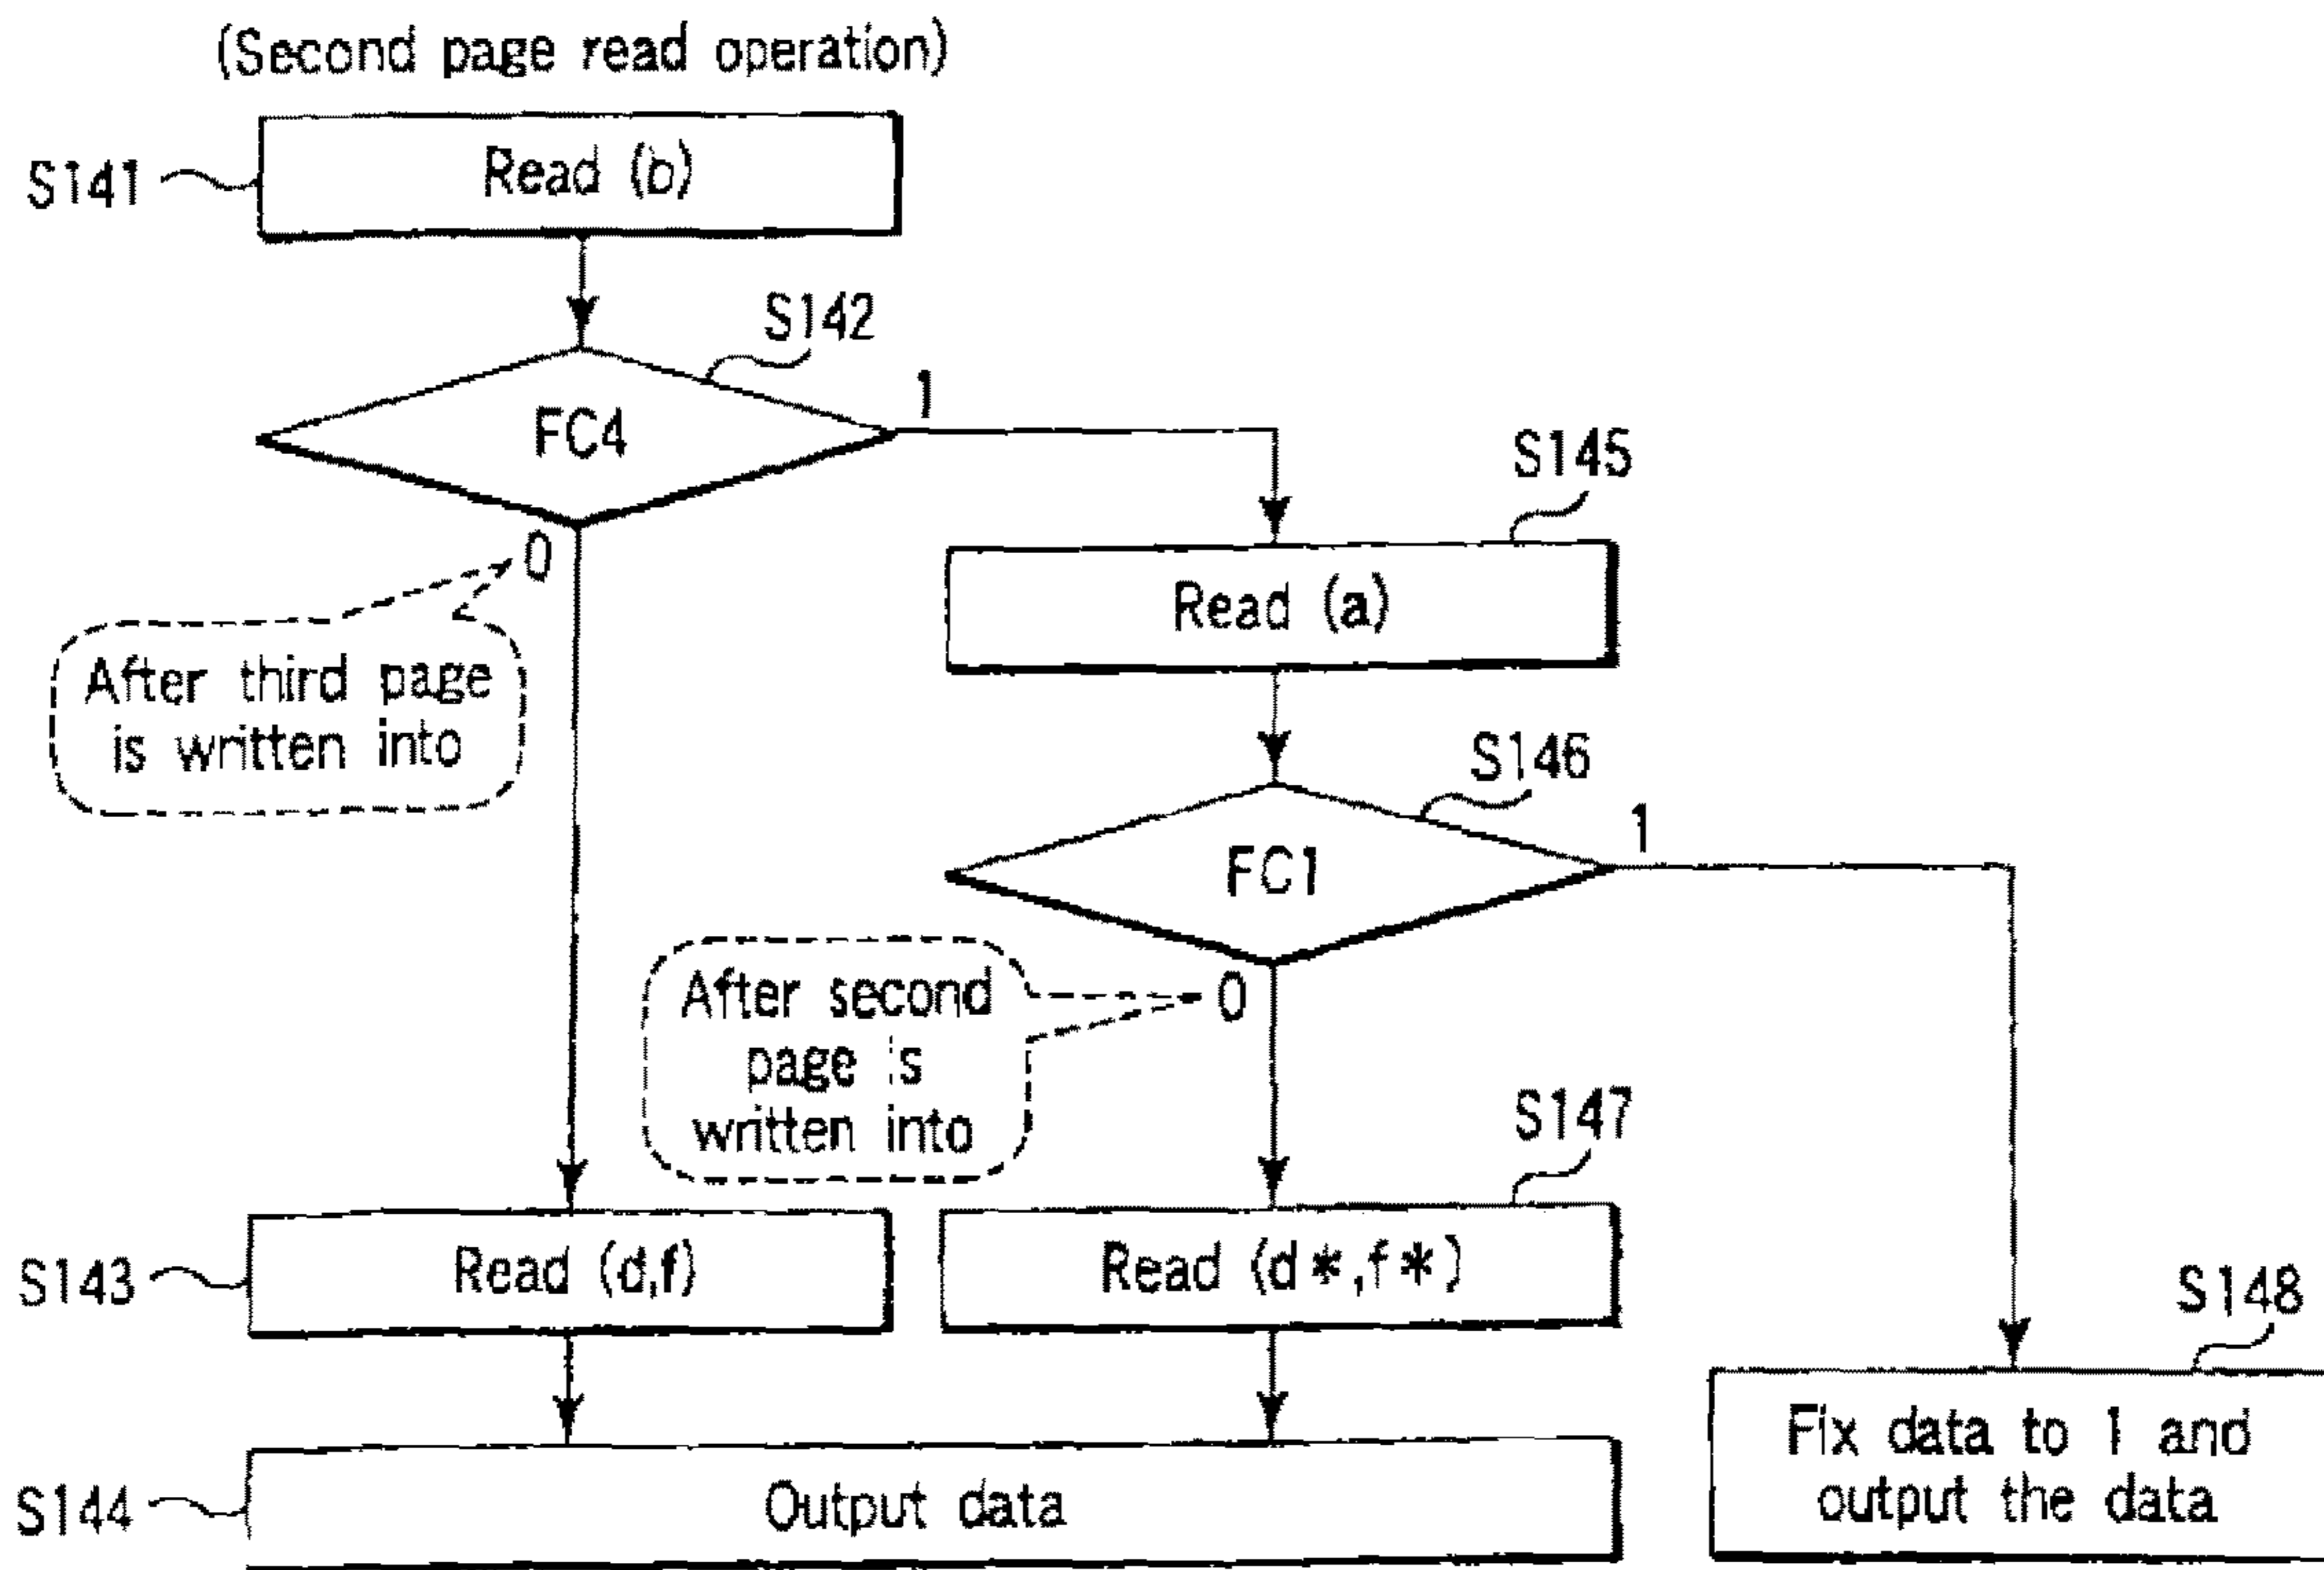 (Second page read operation)
S141
Read (b)
S142
FC4
1
0
After third page
is written into
S145
Read (a)
S146
FC1
1
0
After second
page is
written into
S147
S143
Read (d,f)
Read (d*,f*)
S148
S144
Output data
Fix data to 1 and
output the data